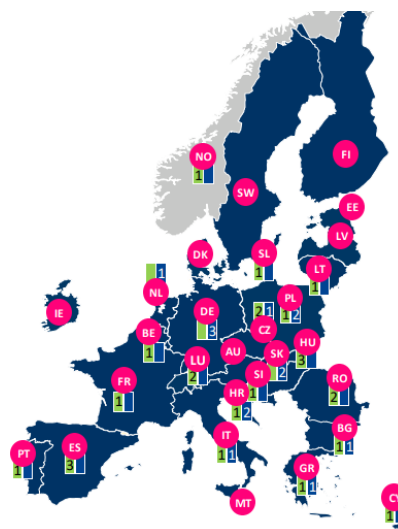 NO
1
FI
SW
EE
LV
DK
SL
1
LT
1
1
NL
DE
3
PL
1 2
2 1
CZ
IE
BE
1
HU
3
AU
SK
2
LU
2
SI
1
FR
1
HR
1 2
RO
2
BG
1 1
IT
1 1
PT
1
ES
3
GR
1 1
MT
CY
1